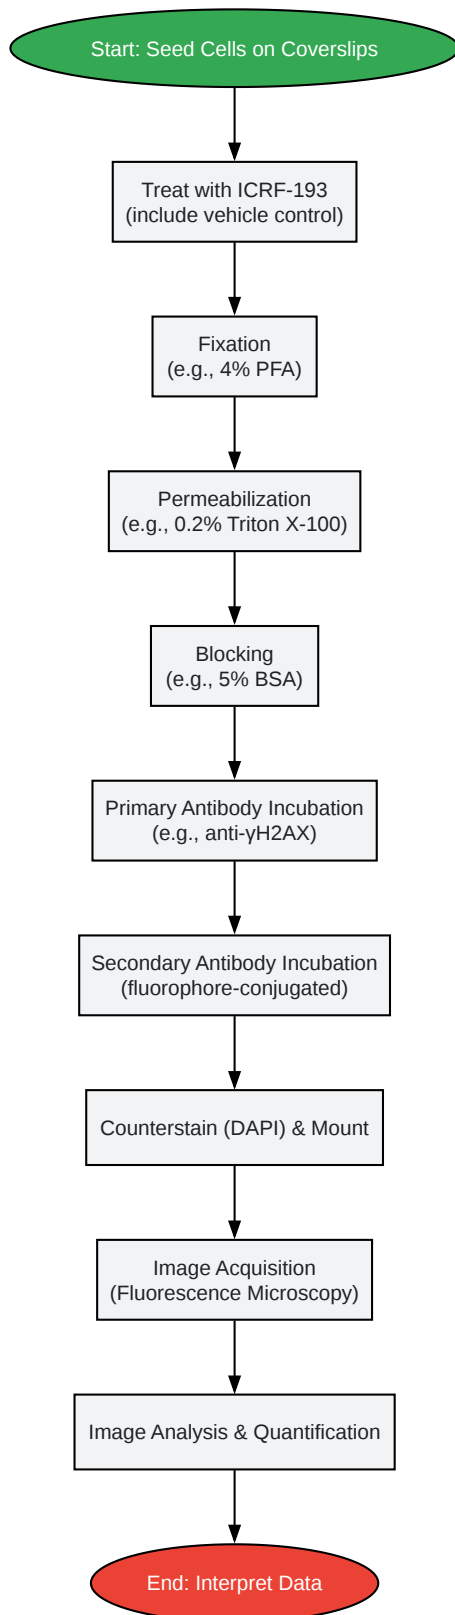 Start: Seed Cells on Coverslips
Treat with ICRF-193
(include vehicle control)
Fixation
(e.g., 4% PFA)
Permeabilization
(e.g., 0.2% Triton X-100)
Blocking
(e.g., 5% BSA)
Primary Antibody Incubation
(e.g., anti-γH2AX)
Secondary Antibody Incubation
(fluorophore-conjugated)
Counterstain (DAPI) & Mount
Image Acquisition
(Fluorescence Microscopy)
Image Analysis & Quantification
End: Interpret Data